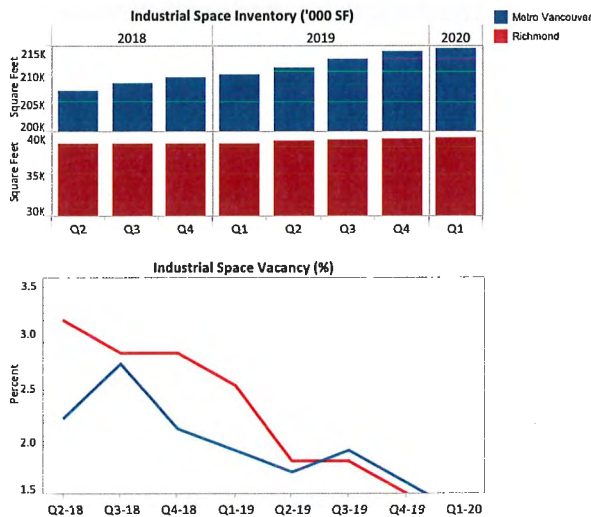 Industrial Space Inventory ('000 SF)
Metro Vancouver
Richmond
2018 2019 2020
Square Feet
215K
210K
205K
200K
Square Feet
40K
35K
30K
Q2 Q3 Q4 Q1 Q2 Q3 Q4 Q1
Industrial Space Vacancy (%)
Percent
3.5
3.0
2.5
2.0
1.5
Q2-18 Q3-18 Q4-18 Q1-19 Q2-19 Q3-19 Q4-19 Q1-20